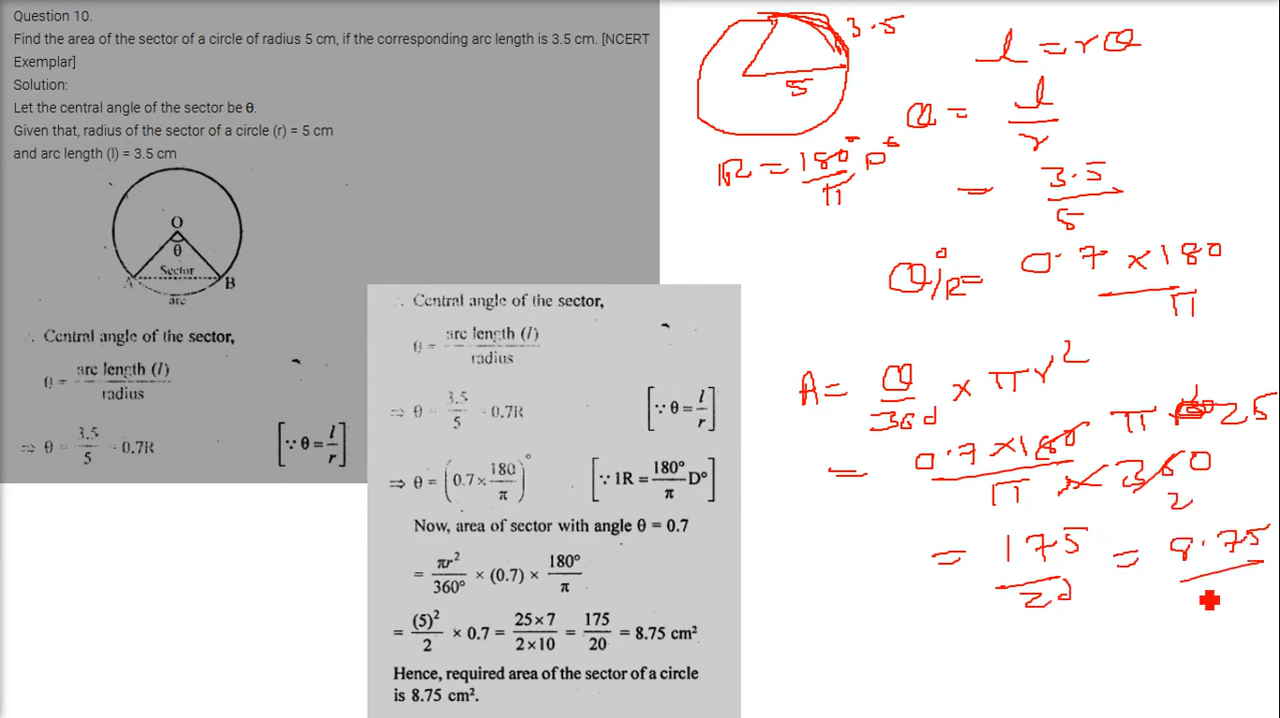 Question 10.
Find the area of the sector of a circle of radius 5 cm, if the corresponding arc length is 3.5 cm. [NCERT
Exemplar]
Solution:
Let the central angle of the sector be θ.
Given that, radius of the sector of a circle (r) = 5 cm
and arc length (l) = 3.5 cm
O
θ
Sector
A B
arc
∴ Central angle of the sector,
θ = arc length (l) / radius
⇒ θ = 3.5 / 5 = 0.7R [∵ θ = l / r]
∴ Central angle of the sector,
θ = arc length (l) / radius
⇒ θ = 3.5 / 5 = 0.7R [∵ θ = l / r]
⇒ θ = (0.7 × 180 / π)° [∵ 1R = 180° / π D°]
Now, area of sector with angle θ = 0.7
= πr² / 360° × (0.7) × 180° / π
= (5)² / 2 × 0.7 = 25 × 7 / 2 × 10 = 175 / 20 = 8.75 cm²
Hence, required area of the sector of a circle
is 8.75 cm².
3.5
5
l = rθ
θ = l / r
R = 180° / π D°
= 3.5 / 5
θ°/R = 0.7 × 180 / π
A = θ / 360 × πr²
= 0.7 × 180 π × 25 / π × 360
2
= 175 / 20 = 8.75